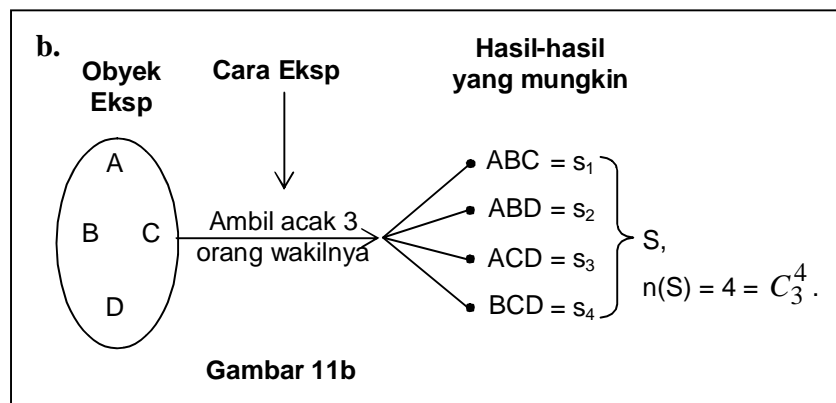 b.
Obyek
Eksp
Cara Eksp
Hasil-hasil
yang mungkin
A
B
C
D
Ambil acak 3
orang wakilnya
ABC = s₁
ABD = s₂
ACD = s₃
BCD = s₄
S,
n(S) = 4 = C₃⁴ .
Gambar 11b